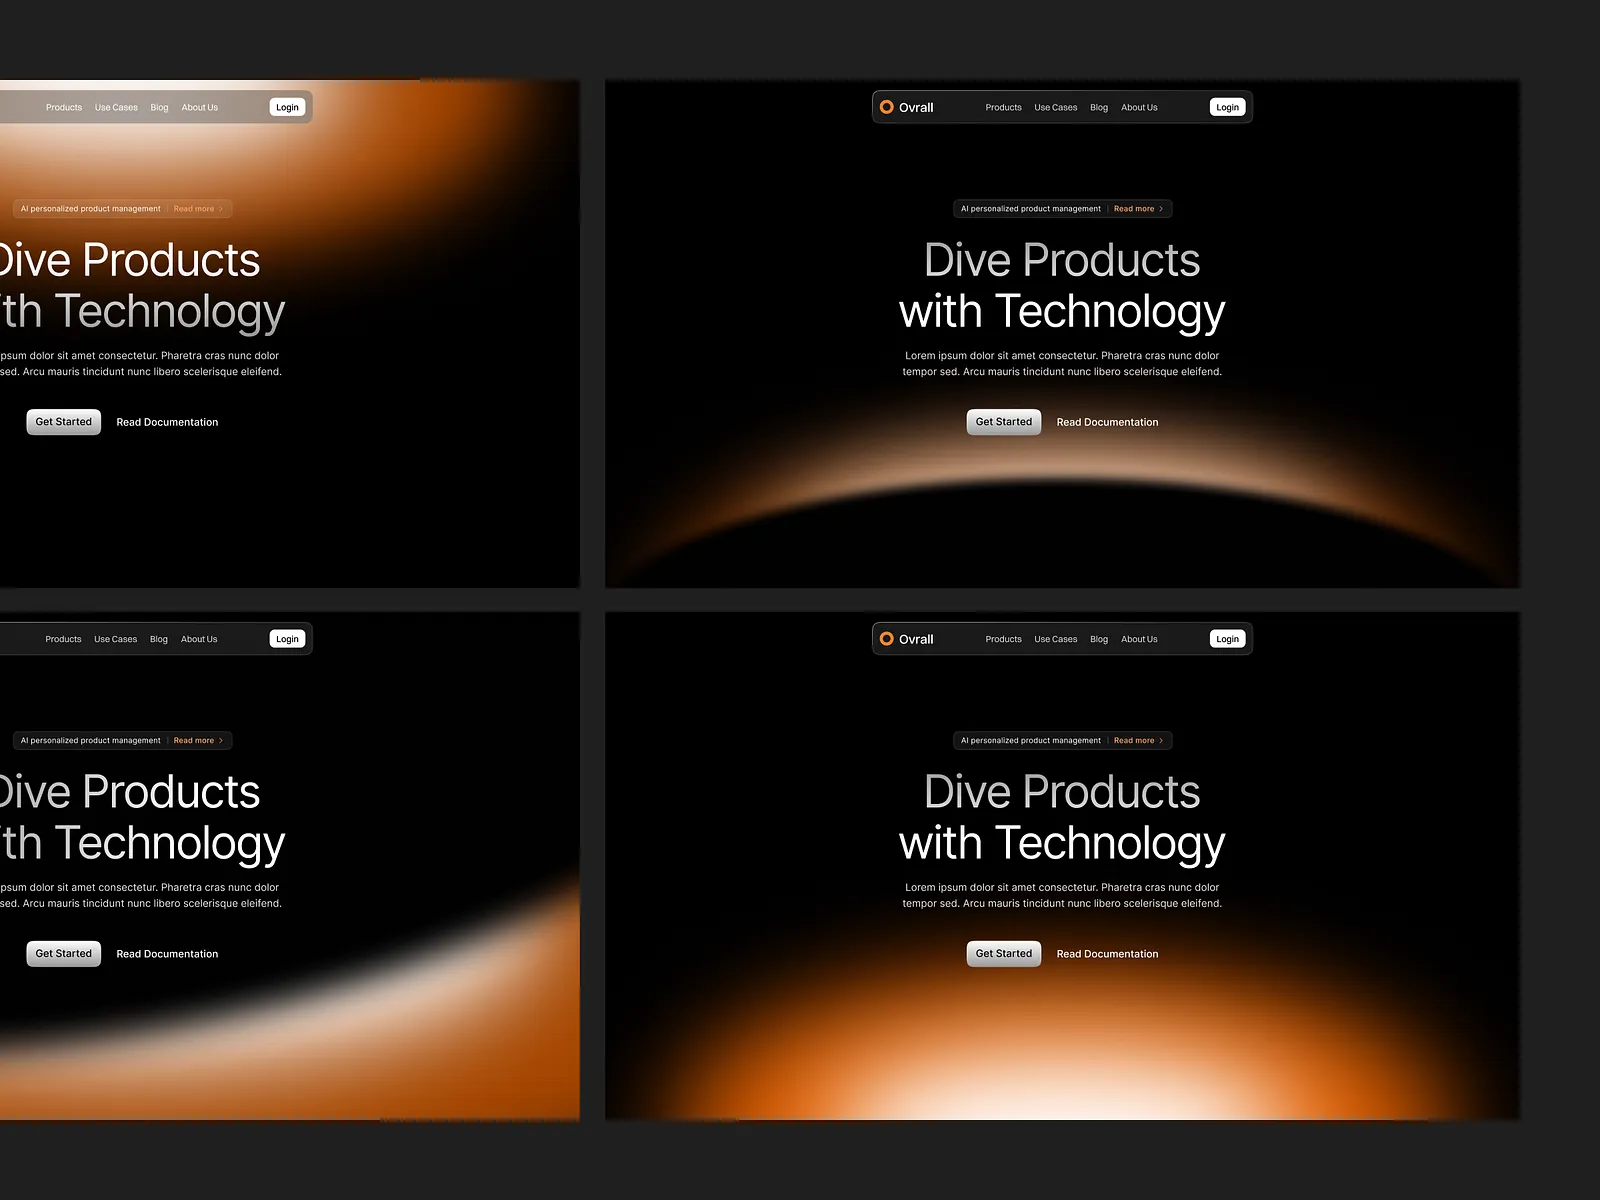 Products Use Cases Blog About Us Login
AI personalized product management Read more
Dive Products
th Technology
psum dolor sit amet consectetur. Pharetra cras nunc dolor
sed. Arcu mauris tincidunt nunc libero scelerisque eleifend.
Get Started Read Documentation
Ovrall Products Use Cases Blog About Us Login
AI personalized product management Read more
Dive Products
with Technology
Lorem ipsum dolor sit amet consectetur. Pharetra cras nunc dolor
tempor sed. Arcu mauris tincidunt nunc libero scelerisque eleifend.
Get Started Read Documentation
Products Use Cases Blog About Us Login
AI personalized product management Read more
Dive Products
th Technology
psum dolor sit amet consectetur. Pharetra cras nunc dolor
sed. Arcu mauris tincidunt nunc libero scelerisque eleifend.
Get Started Read Documentation
Ovrall Products Use Cases Blog About Us Login
AI personalized product management Read more
Dive Products
with Technology
Lorem ipsum dolor sit amet consectetur. Pharetra cras nunc dolor
tempor sed. Arcu mauris tincidunt nunc libero scelerisque eleifend.
Get Started Read Documentation